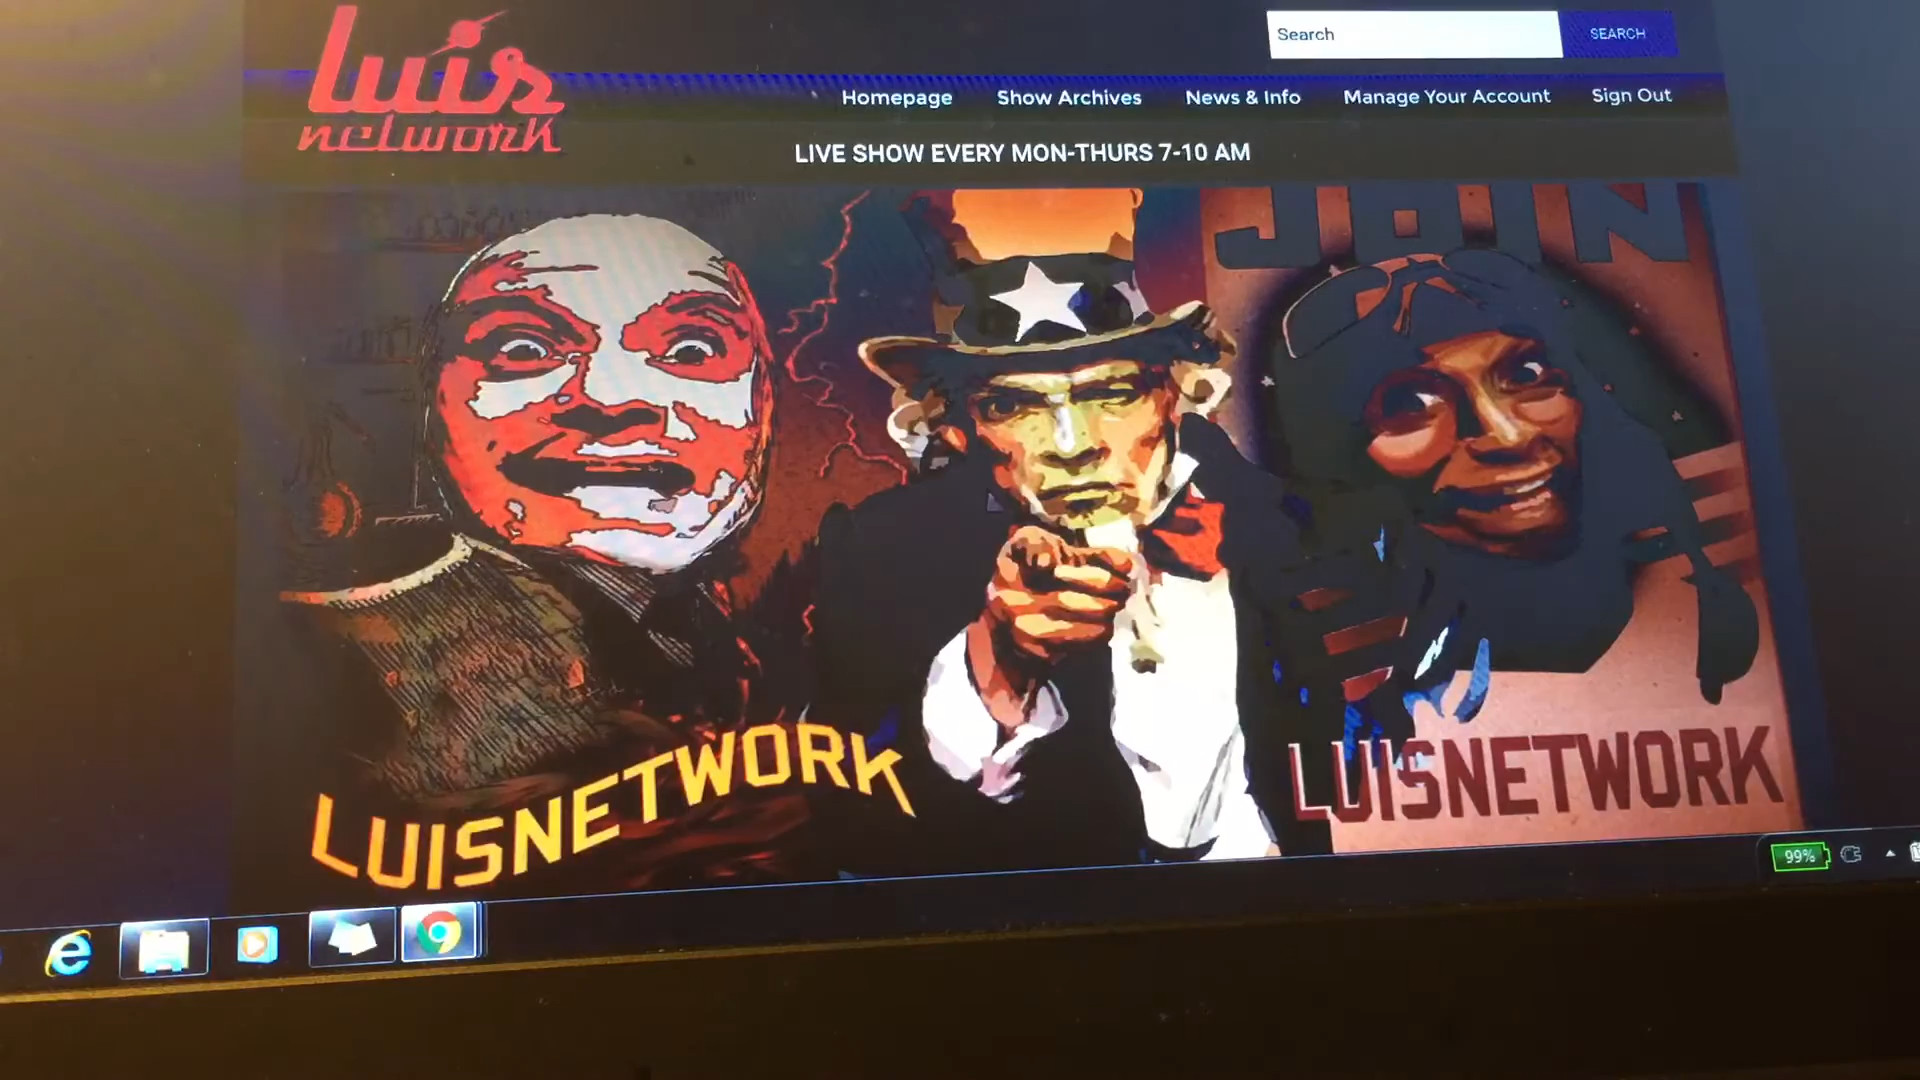 luis
network
Search
SEARCH
Homepage
Show Archives
News & Info
Manage Your Account
Sign Out
LIVE SHOW EVERY MON-THURS 7-10 AM
JOIN
LUISNETWORK
LUISNETWORK
99%